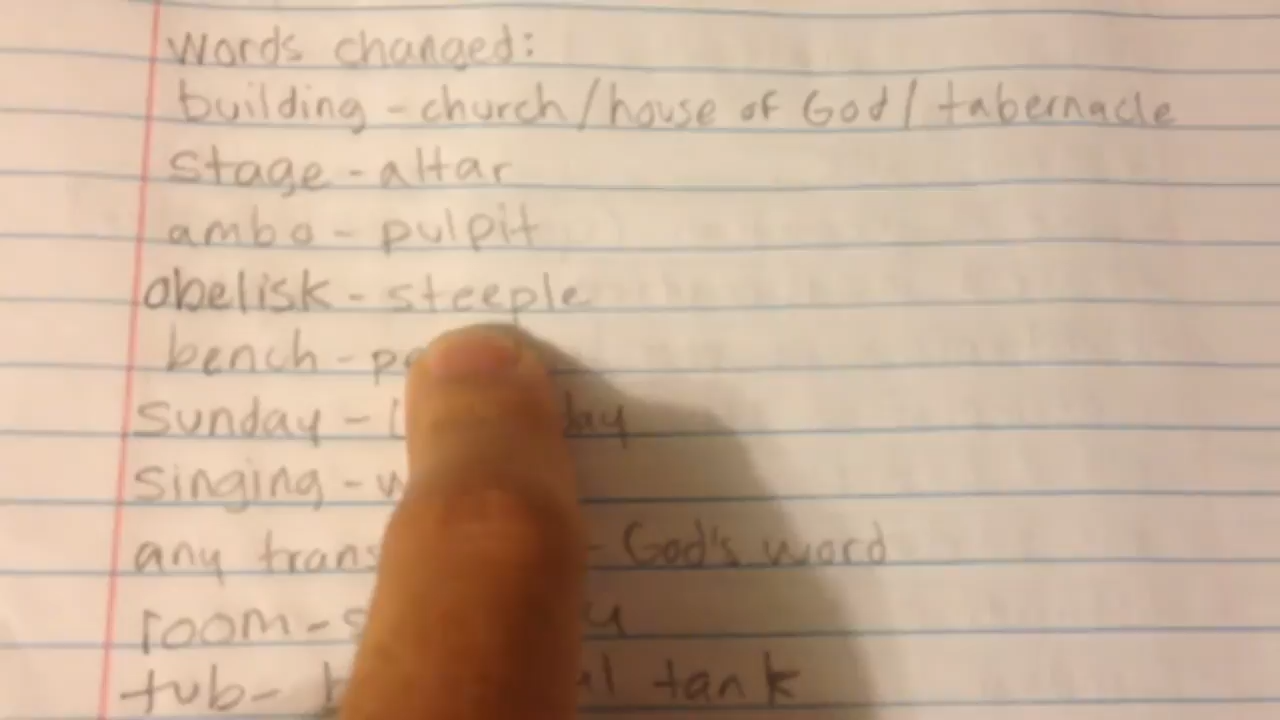 Words changed:
building - church/house of God/ tabernacle
stage - altar
ambo - pulpit
obelisk - steeple
bench -
Sunday - day
singing -
any - God's word
room -
tub - tank